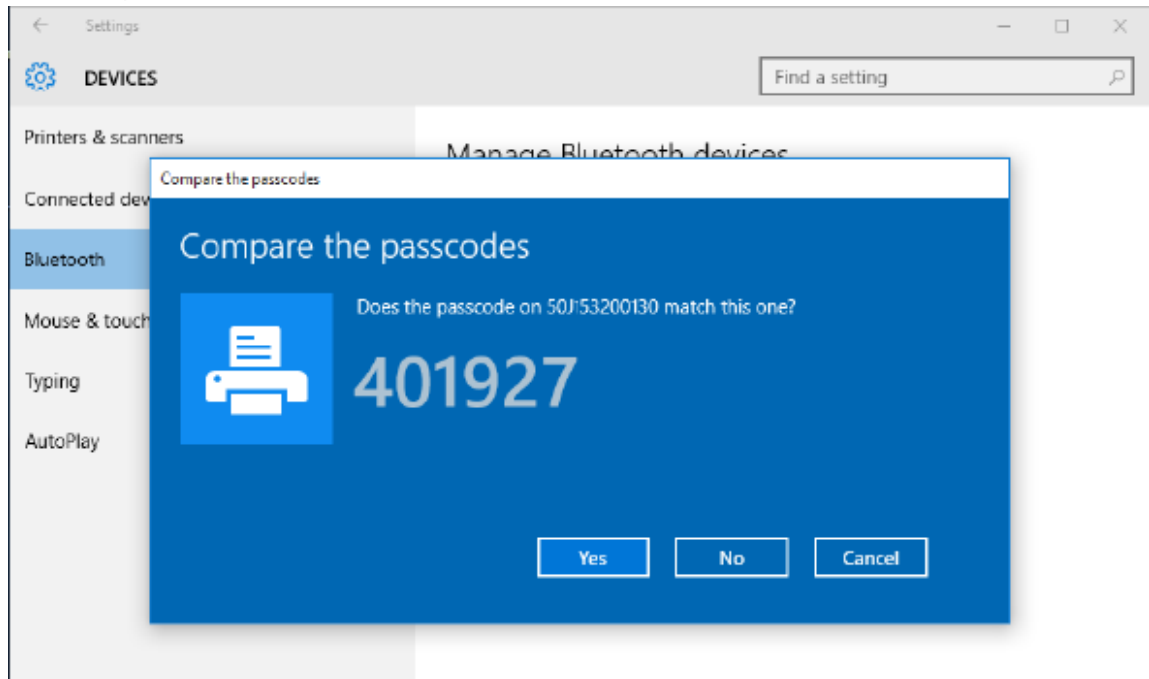 Settings
DEVICES
Find a setting
Printers & scanners
Manage Bluetooth devices
Compare the passcodes
Connected dev
Compare the passcodes
Bluetooth
Does the passcode on 50J153200130 match this one?
Mouse & touch
401927
Typing
AutoPlay
Yes
No
Cancel